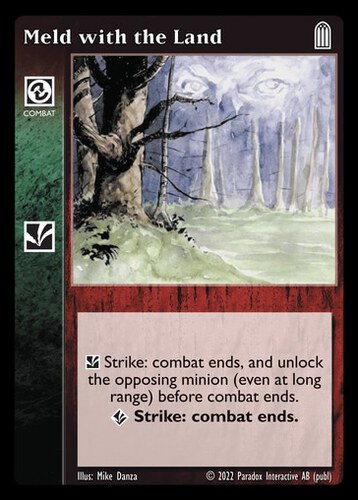 Meld with the Land
COMBAT
Strike: combat ends, and unlock
the opposing minion (even at long
range) before combat ends.
Strike: combat ends.
Illus: Mike Danza
© 2022 Paradox Interactive AB (publ)